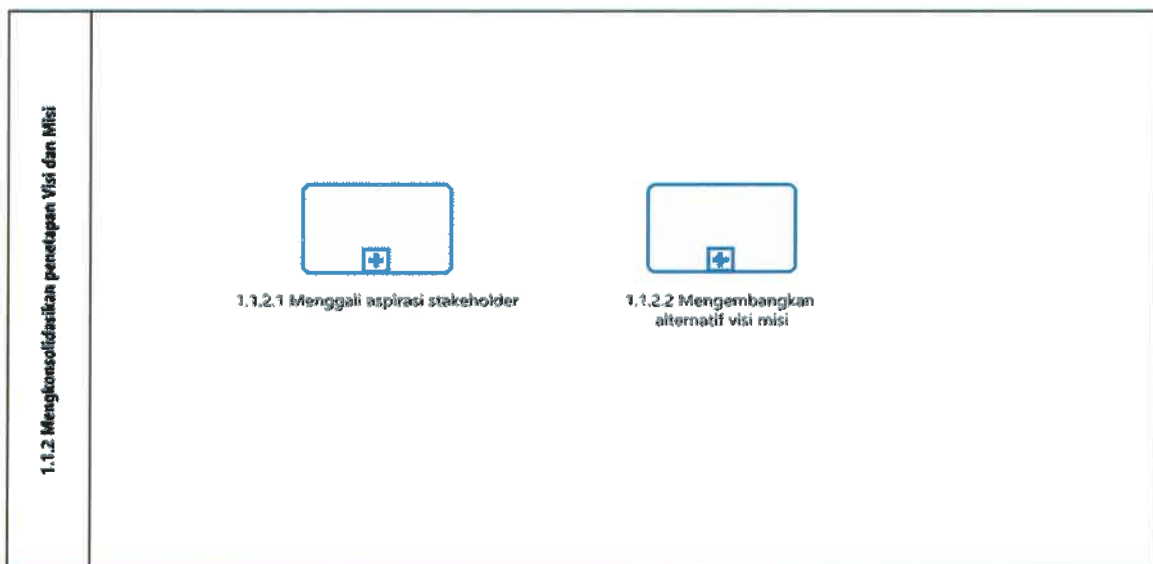 1.1.2 Mengkonsolidasikan penetapan Visi dan Misi
1.1.2.1 Menggali aspirasi stakeholder
1.1.2.2 Mengembangkan
alternatif visi misi